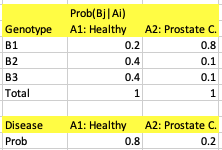 Prob(Bj|Ai)
Genotype A1: Healthy A2: Prostate C.
B1 0.2 0.8
B2 0.4 0.1
B3 0.4 0.1
Total 1 1
Disease A1: Healthy A2: Prostate C.
Prob 0.8 0.2